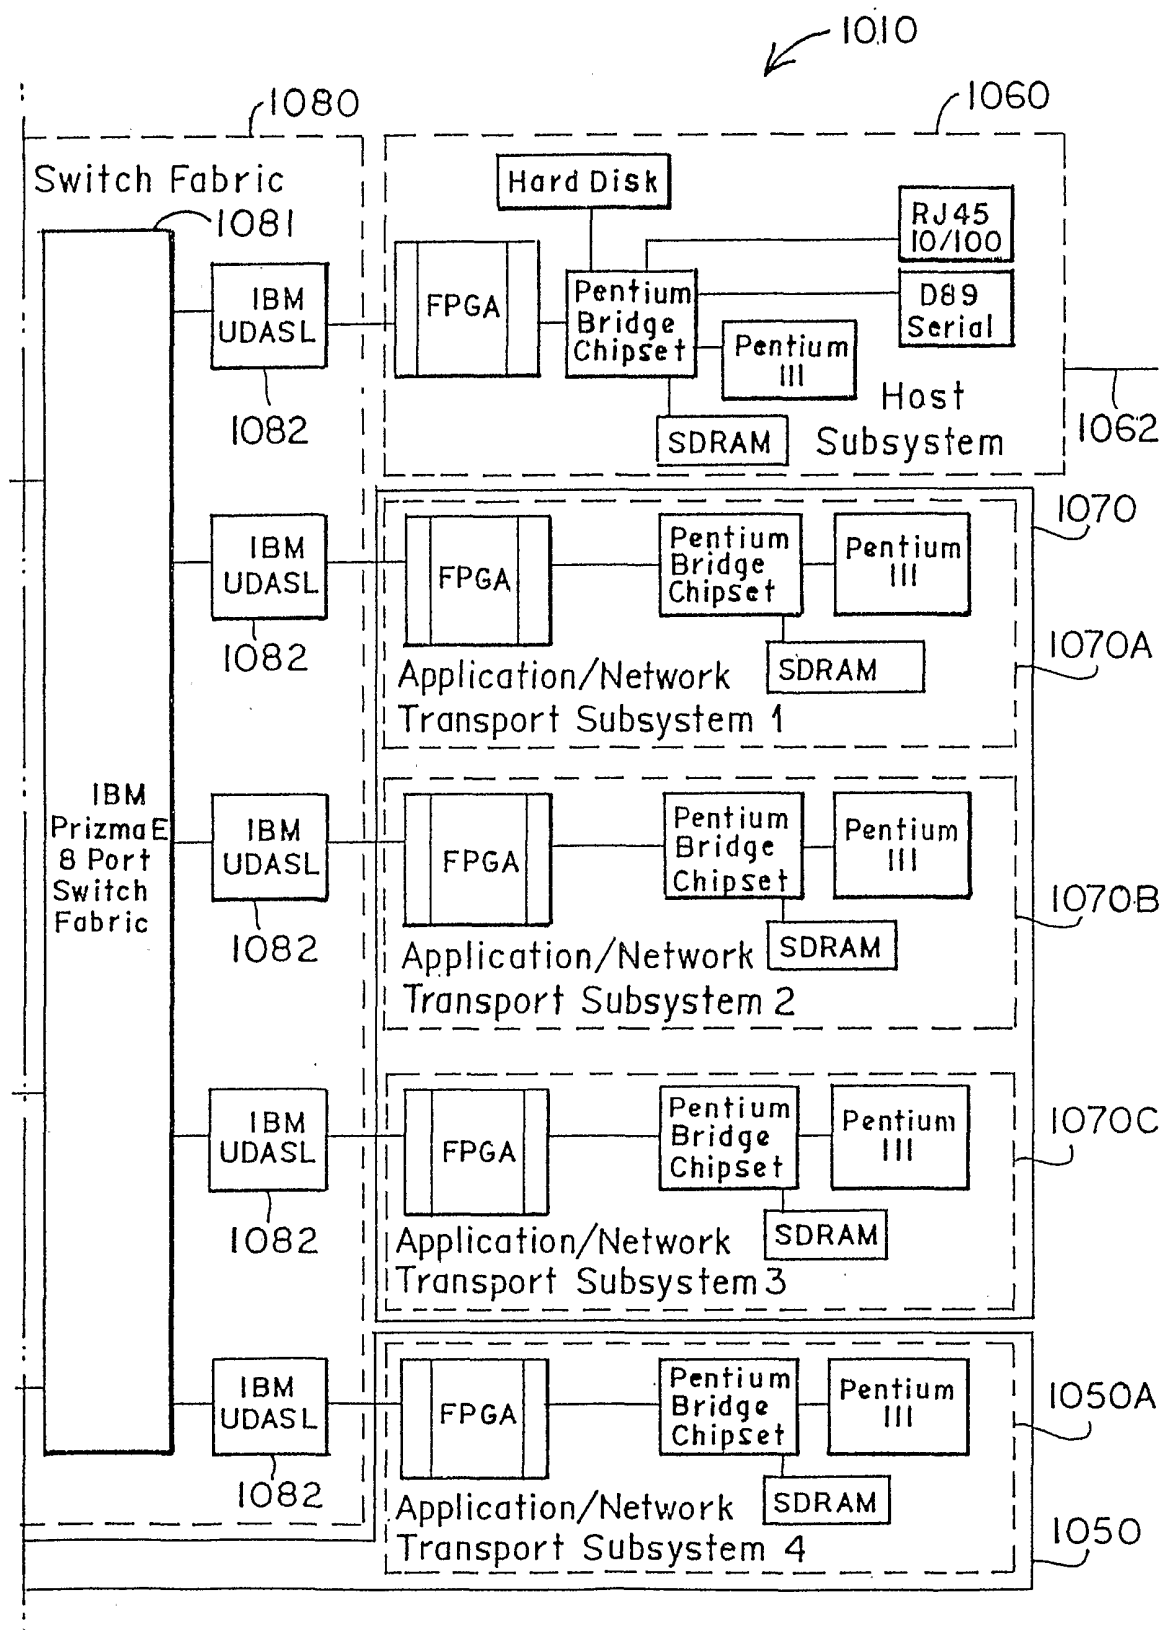 1010
1080
1060
Switch Fabric
1081
Hard Disk
RJ45
10/100
IBM
UDASL
FPGA
Pentium
Bridge
Chipset
D89
Serial
Pentium
III
1082
SDRAM
Host
Subsystem
1062
1070
IBM
UDASL
FPGA
Pentium
Bridge
Chipset
Pentium
III
1082
SDRAM
1070A
Application/Network
Transport Subsystem 1
IBM
PrizmaE
8 Port
Switch
Fabric
IBM
UDASL
FPGA
Pentium
Bridge
Chipset
Pentium
III
1070B
1082
SDRAM
Application/Network
Transport Subsystem 2
IBM
UDASL
FPGA
Pentium
Bridge
Chipset
Pentium
III
1070C
1082
SDRAM
Application/Network
Transport Subsystem 3
IBM
UDASL
FPGA
Pentium
Bridge
Chipset
Pentium
III
1050A
1082
SDRAM
Application/Network
Transport Subsystem 4
1050